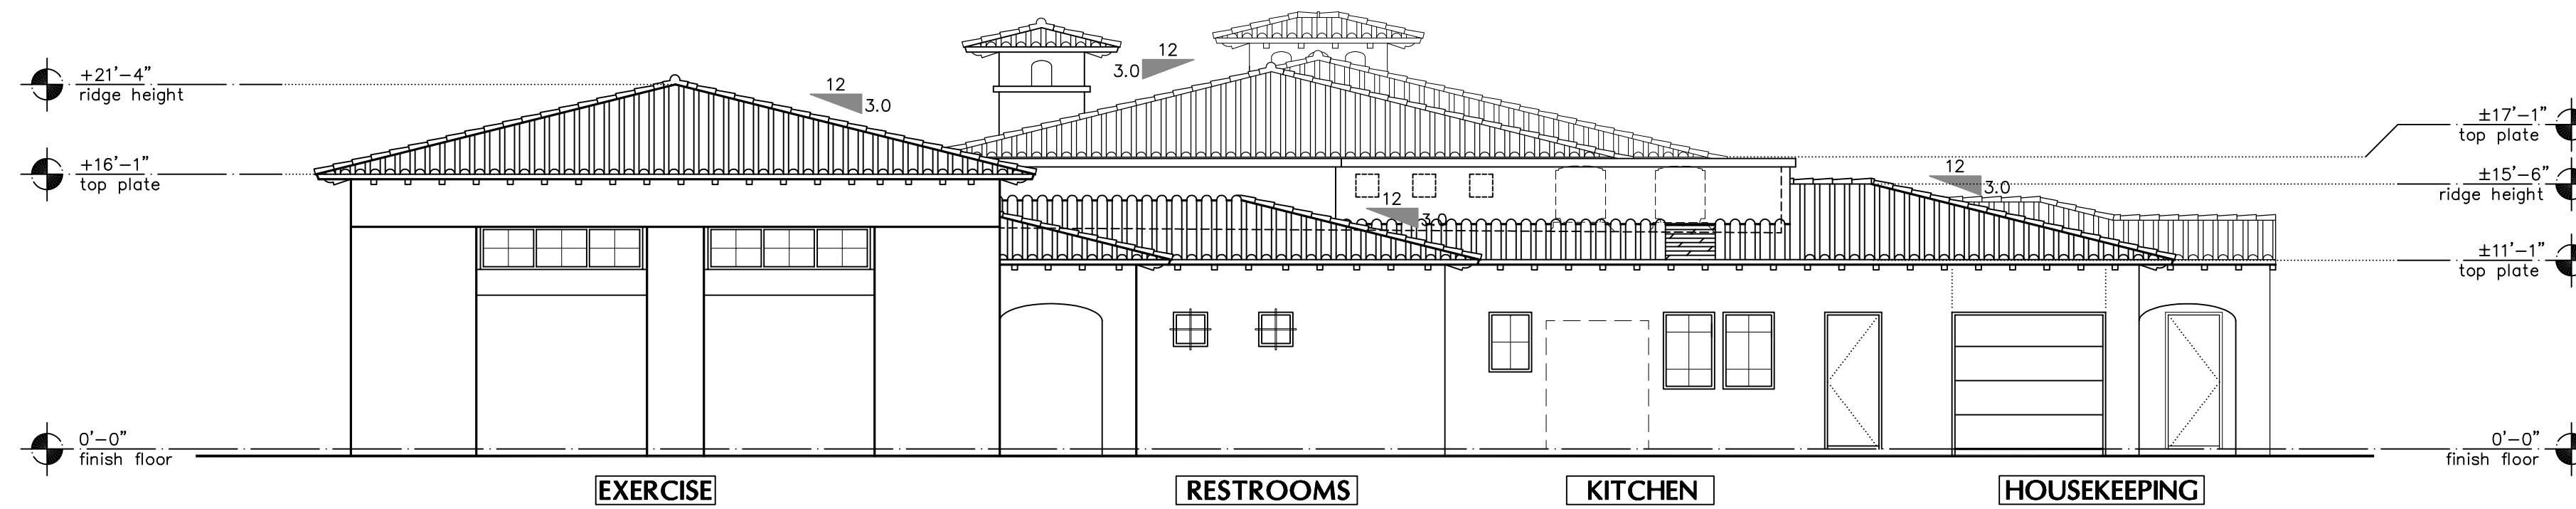 +21'-4"
ridge height
+16'-1"
top plate
0'-0"
finish floor
12
3.0
12
3.0
12
3.0
12
3.0
±17'-1"
top plate
±15'-6"
ridge height
±11'-1"
top plate
0'-0"
finish floor
EXERCISE
RESTROOMS
KITCHEN
HOUSEKEEPING